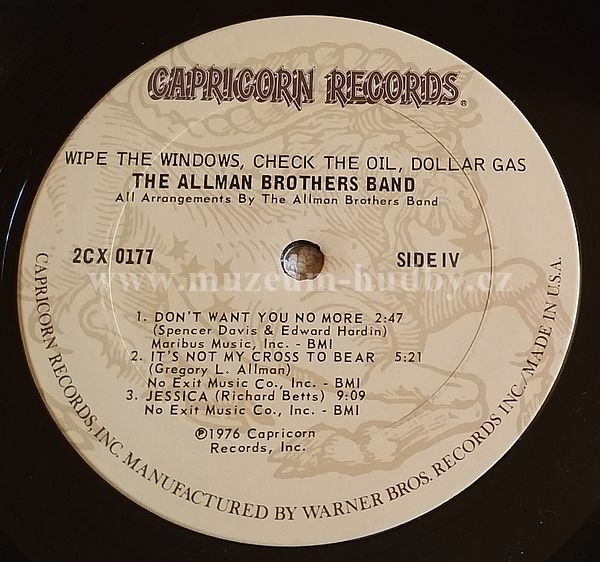 CAPRICORN RECORDS®
WIPE THE WINDOWS, CHECK THE OIL, DOLLAR GAS
THE ALLMAN BROTHERS BAND
All Arrangements By The Allman Brothers Band
2CX 0177
SIDE IV
www.muzeum-hudby.cz
1. DON'T WANT YOU NO MORE 2:47
(Spencer Davis & Edward Hardin)
Maribus Music, Inc. - BMI
2. IT'S NOT MY CROSS TO BEAR 5:21
(Gregory L. Allman)
No Exit Music Co., Inc. - BMI
3. JESSICA (Richard Betts) 9:09
No Exit Music Co., Inc. - BMI
℗1976 Capricorn
Records, Inc.
CAPRICORN RECORDS, INC. MANUFACTURED BY WARNER BROS. RECORDS INC./MADE IN U.S.A.